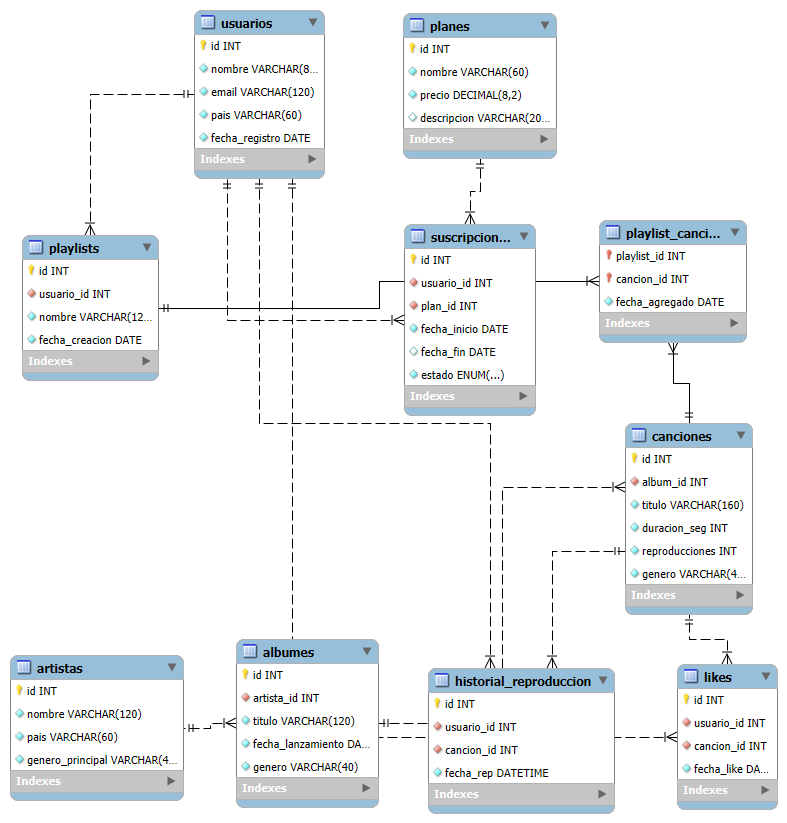 usuarios
id INT
nombre VARCHAR(8...
email VARCHAR(120)
pais VARCHAR(60)
fecha_registro DATE
Indexes
planes
id INT
nombre VARCHAR(60)
precio DECIMAL(8,2)
descripcion VARCHAR(20...
Indexes
playlists
id INT
usuario_id INT
nombre VARCHAR(12...
fecha_creacion DATE
Indexes
suscripcion...
id INT
usuario_id INT
plan_id INT
fecha_inicio DATE
fecha_fin DATE
estado ENUM(...)
Indexes
playlist_canci...
playlist_id INT
cancion_id INT
fecha_agregado DATE
Indexes
canciones
id INT
album_id INT
titulo VARCHAR(160)
duracion_seg INT
reproducciones INT
genero VARCHAR(4...
Indexes
artistas
id INT
nombre VARCHAR(120)
pais VARCHAR(60)
genero_principal VARCHAR(4...
Indexes
albumes
id INT
artista_id INT
titulo VARCHAR(120)
fecha_lanzamiento DA...
genero VARCHAR(40)
Indexes
historial_reproduccion
id INT
usuario_id INT
cancion_id INT
fecha_rep DATETIME
Indexes
likes
id INT
usuario_id INT
cancion_id INT
fecha_like DA...
Indexes